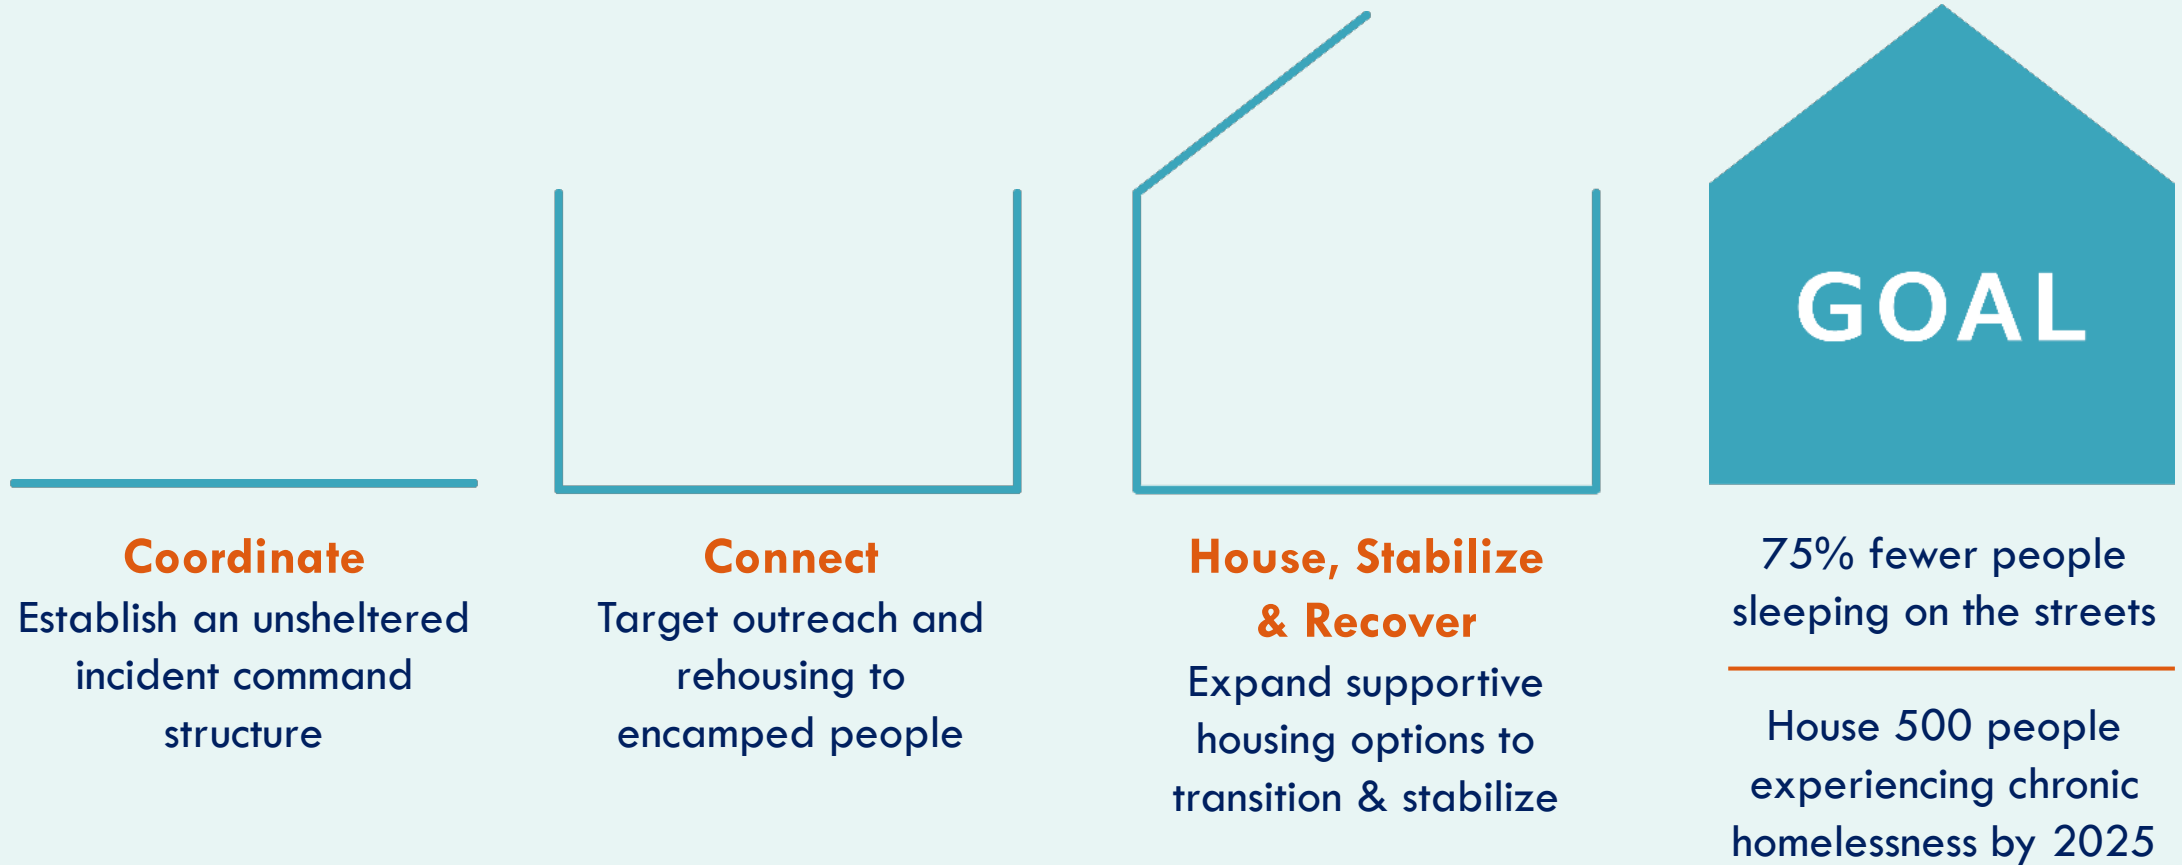 Coordinate
Establish an unsheltered
incident command
structure
Connect
Target outreach and
rehousing to
encamped people
House, Stabilize
& Recover
Expand supportive
housing options to
transition & stabilize
GOAL
75% fewer people
sleeping on the streets
House 500 people
experiencing chronic
homelessness by 2025